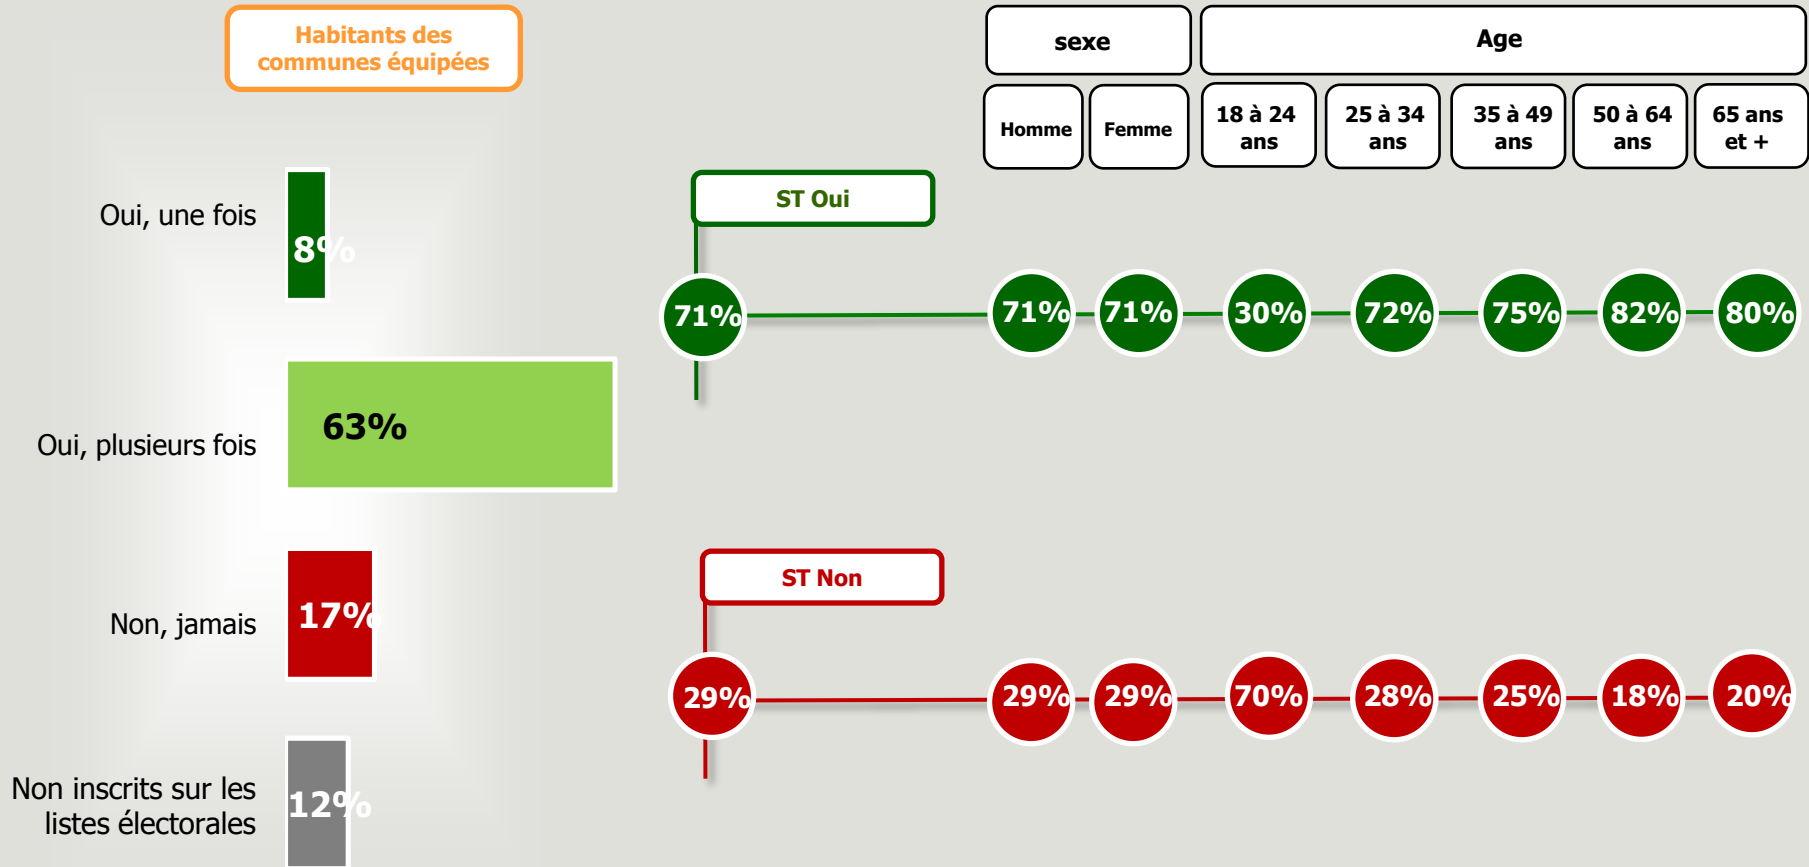 Habitants des
communes équipées
sexe
Age
Homme
Femme
18 à 24
ans
25 à 34
ans
35 à 49
ans
50 à 64
ans
65 ans
et +
Oui, une fois
8%
ST Oui
71%
71%
71%
30%
72%
75%
82%
80%
Oui, plusieurs fois
63%
Non, jamais
17%
ST Non
29%
29%
29%
70%
28%
25%
18%
20%
Non inscrits sur les
listes électorales
12%